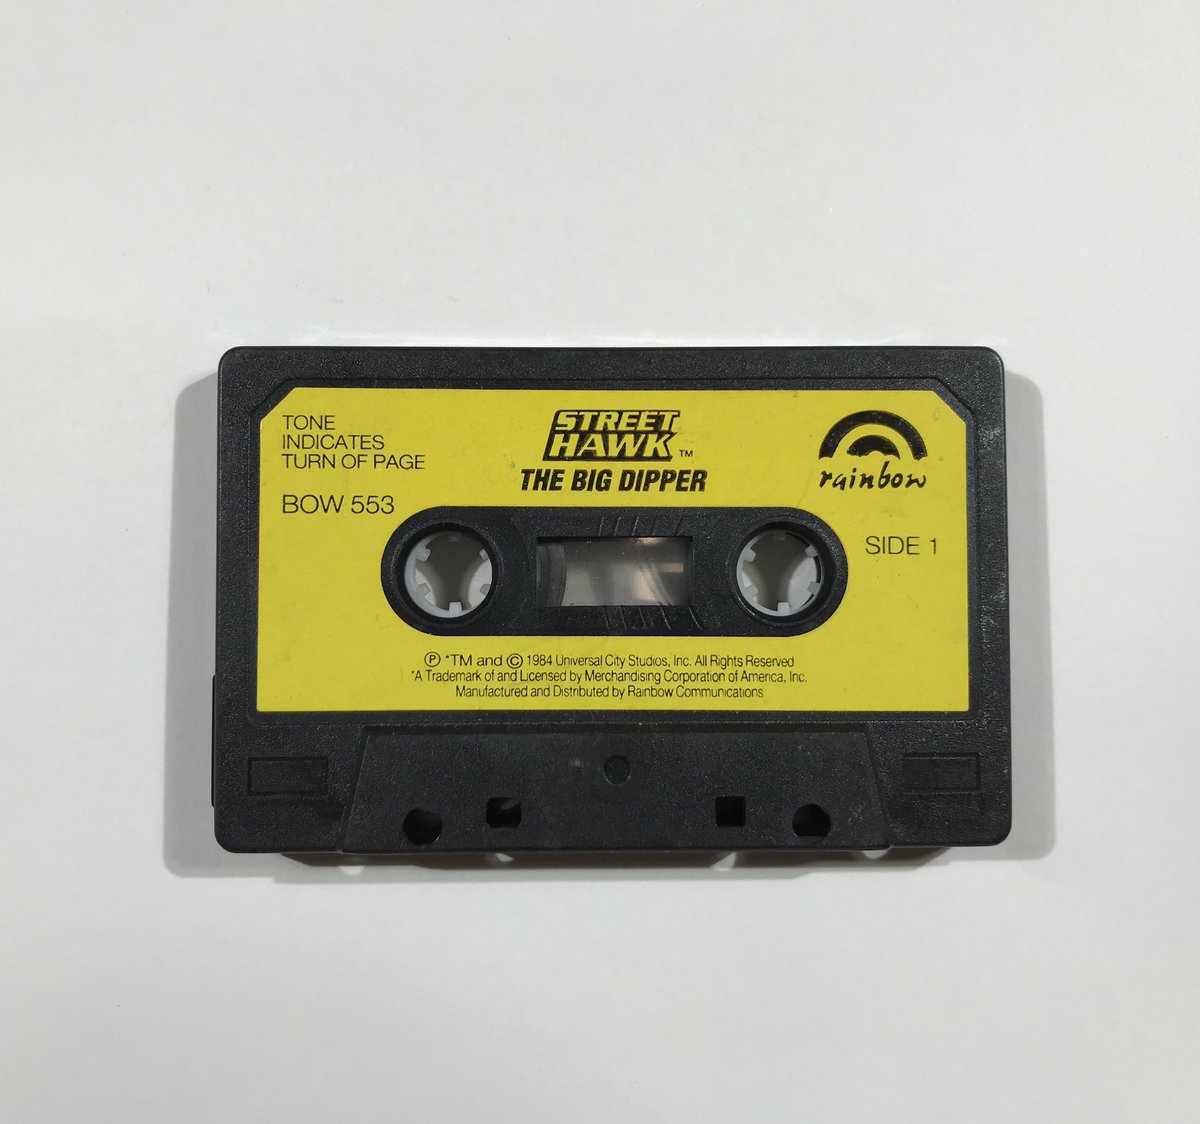 TONE
INDICATES
TURN OF PAGE
BOW 553
STREET
HAWK™
THE BIG DIPPER
rainbow
SIDE 1
Ⓟ *TM and © 1984 Universal City Studios, Inc. All Rights Reserved
*A Trademark of and Licensed by Merchandising Corporation of America, Inc.
Manufactured and Distributed by Rainbow Communications